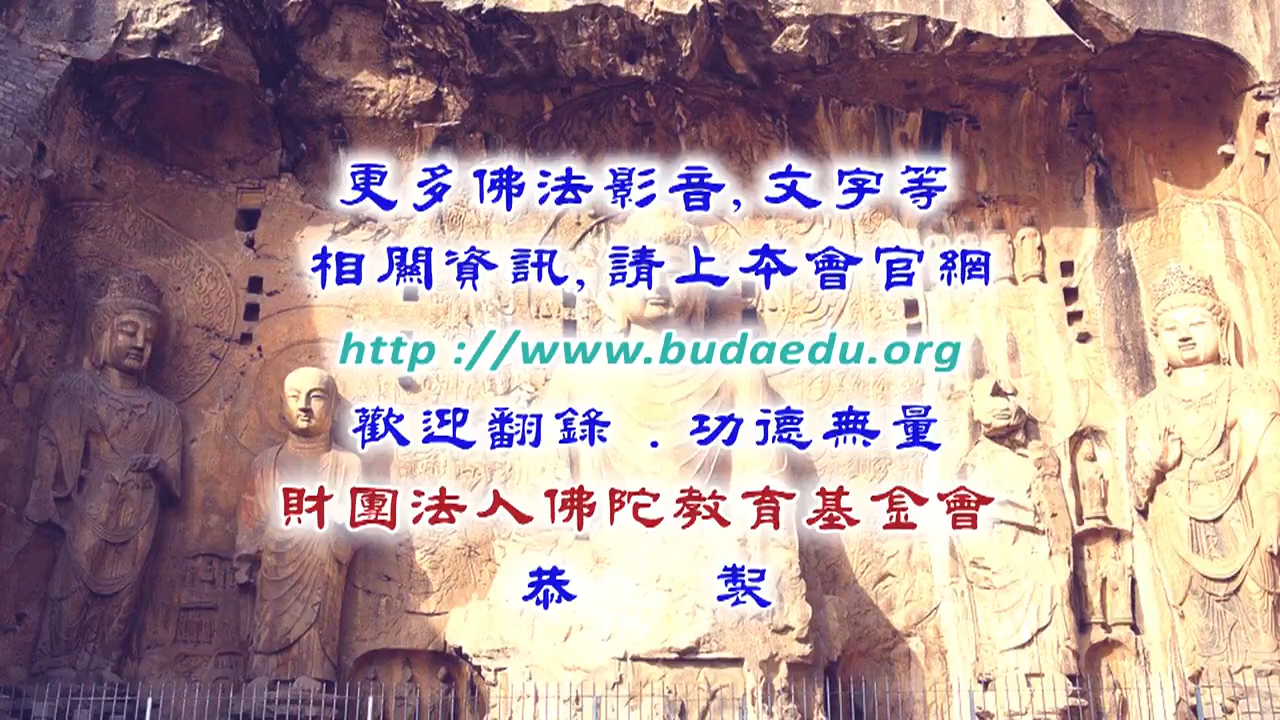 更多佛法影音,文字等
相關資訊,請上本會官網
http ://www.budaedu.org
歡迎翻錄 . 功德無量
財團法人佛陀教育基金會
恭 製